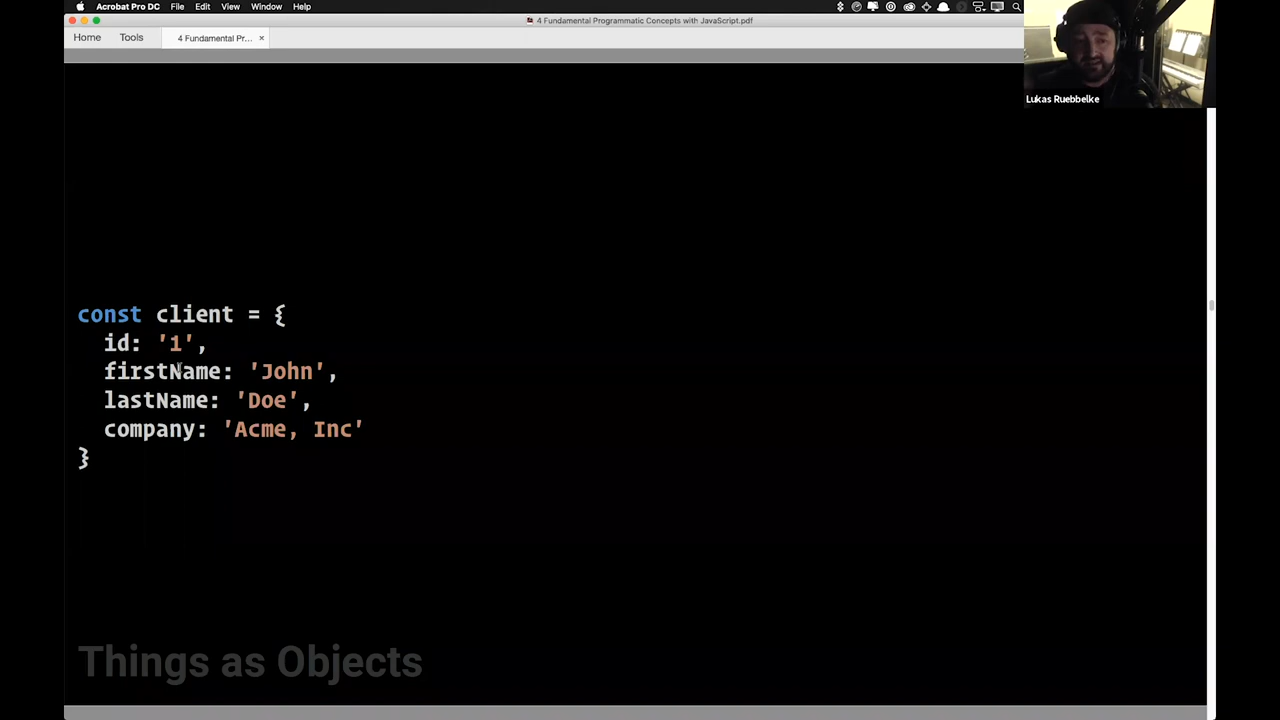 Acrobat Pro DC File Edit View Window Help
4 Fundamental Programmatic Concepts with JavaScript.pdf
Home Tools 4 Fundamental Pr... ×
Lukas Ruebbelke
const client = {
  id: '1',
  firstName: 'John',
  lastName: 'Doe',
  company: 'Acme, Inc'
}
Things as Objects